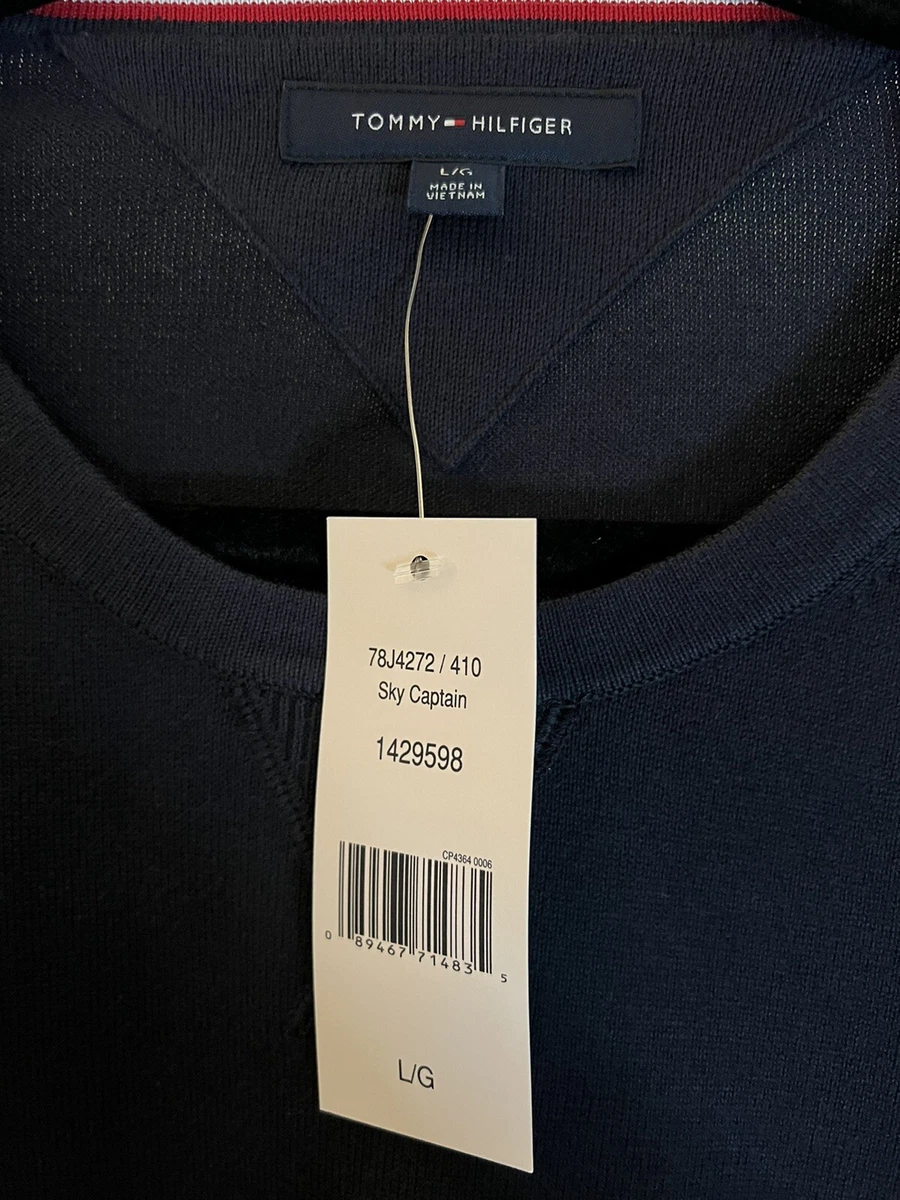 TOMMY HILFIGER
L/G
MADE IN
VIETNAM
78J4272 / 410
Sky Captain
1429598
CP4364 0006
0 89467 71483 5
L/G